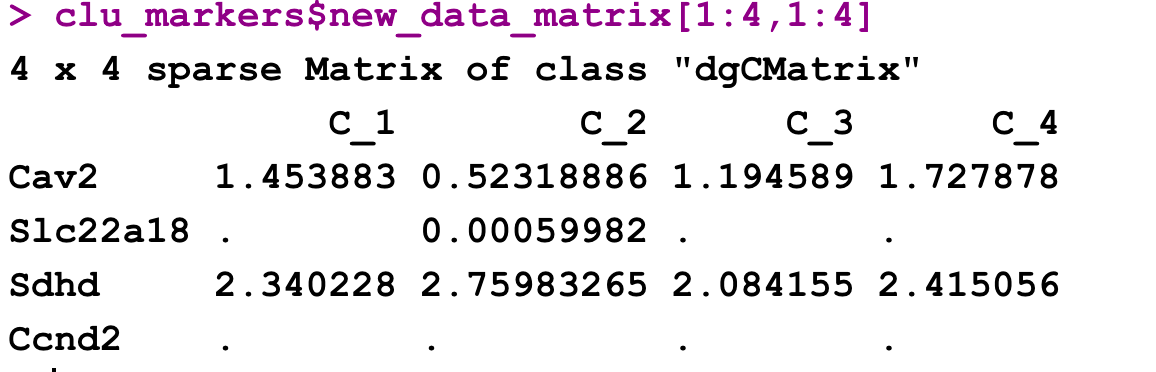 > clu_markers$new_data_matrix[1:4,1:4]
4 x 4 sparse Matrix of class "dgCMatrix"
C_1 C_2 C_3 C_4
Cav2 1.453883 0.52318886 1.194589 1.727878
Slc22a18 . 0.00059982 . .
Sdhd 2.340228 2.75983265 2.084155 2.415056
Ccnd2 . . . .